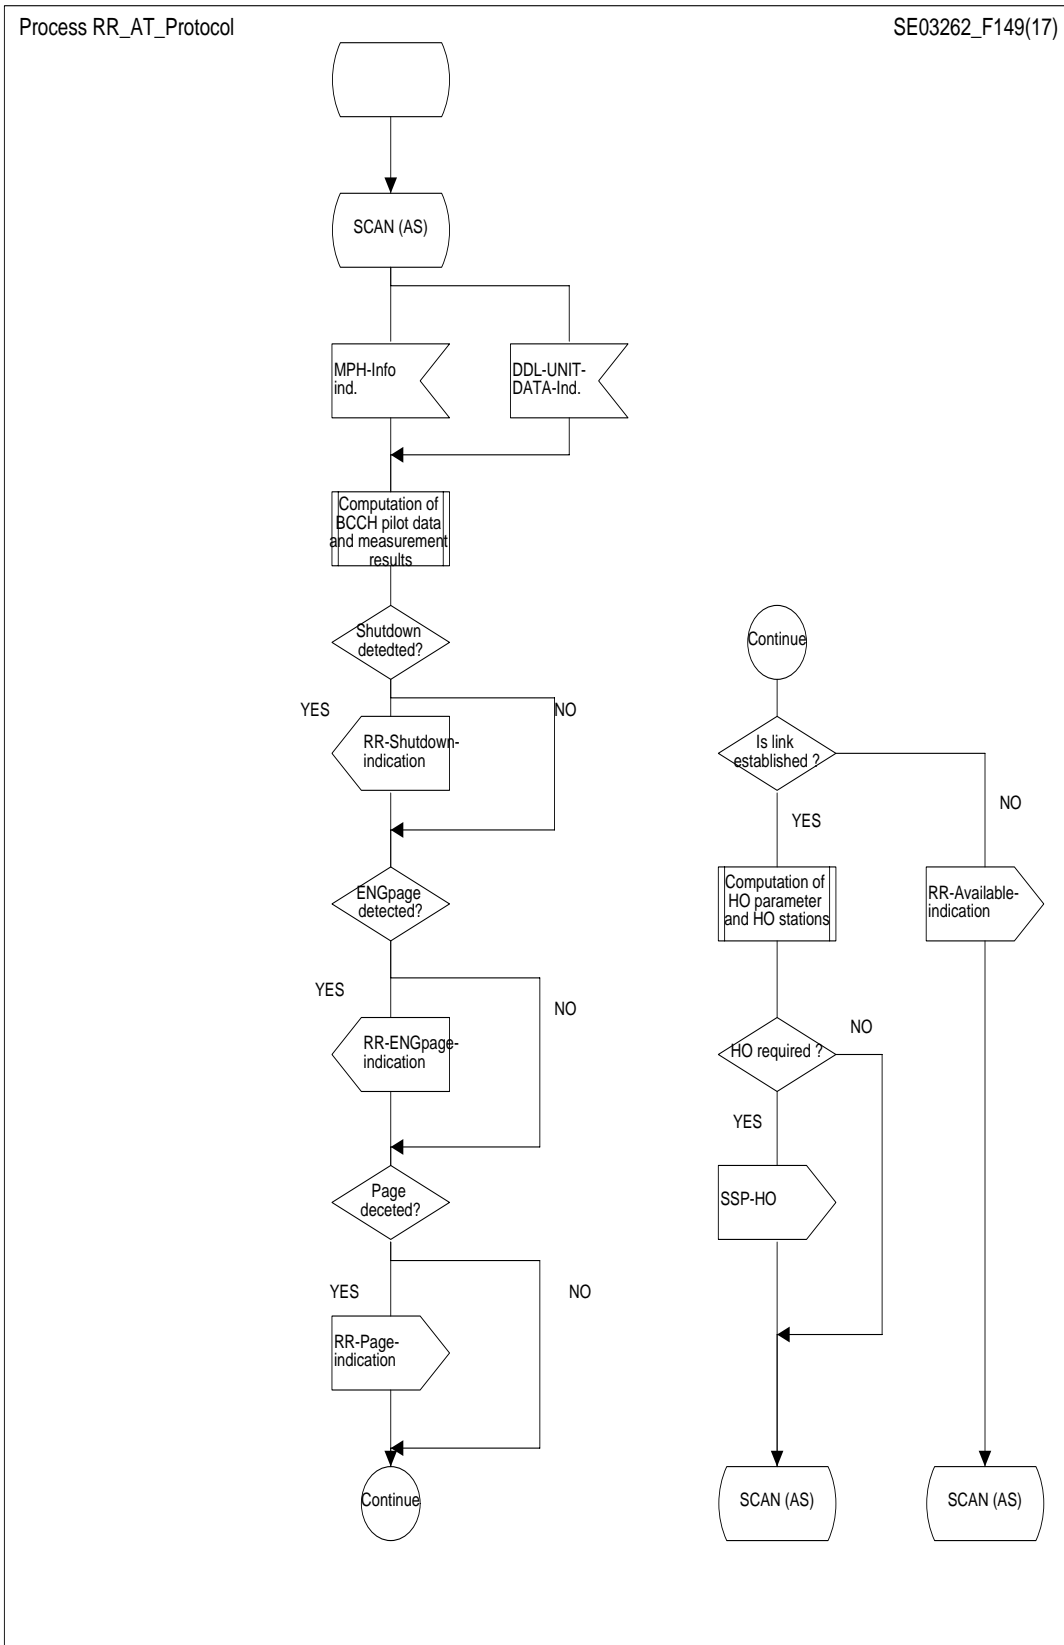 Process RR_AT_Protocol
SE03262_F149(17)
SCAN (AS)
MPH-Info
ind.
DDL-UNIT-
DATA-Ind.
Computation of
BCCH pilot data
and measurement
results
Shutdown
detedted?
YES
NO
RR-Shutdown-
indication
ENGpage
detected?
YES
NO
RR-ENGpage-
indication
Page
deceted?
YES
NO
RR-Page-
indication
Continue
Continue
Is link
established ?
NO
YES
Computation of
HO parameter
and HO stations
RR-Available-
indication
HO required ?
NO
YES
SSP-HO
SCAN (AS)
SCAN (AS)